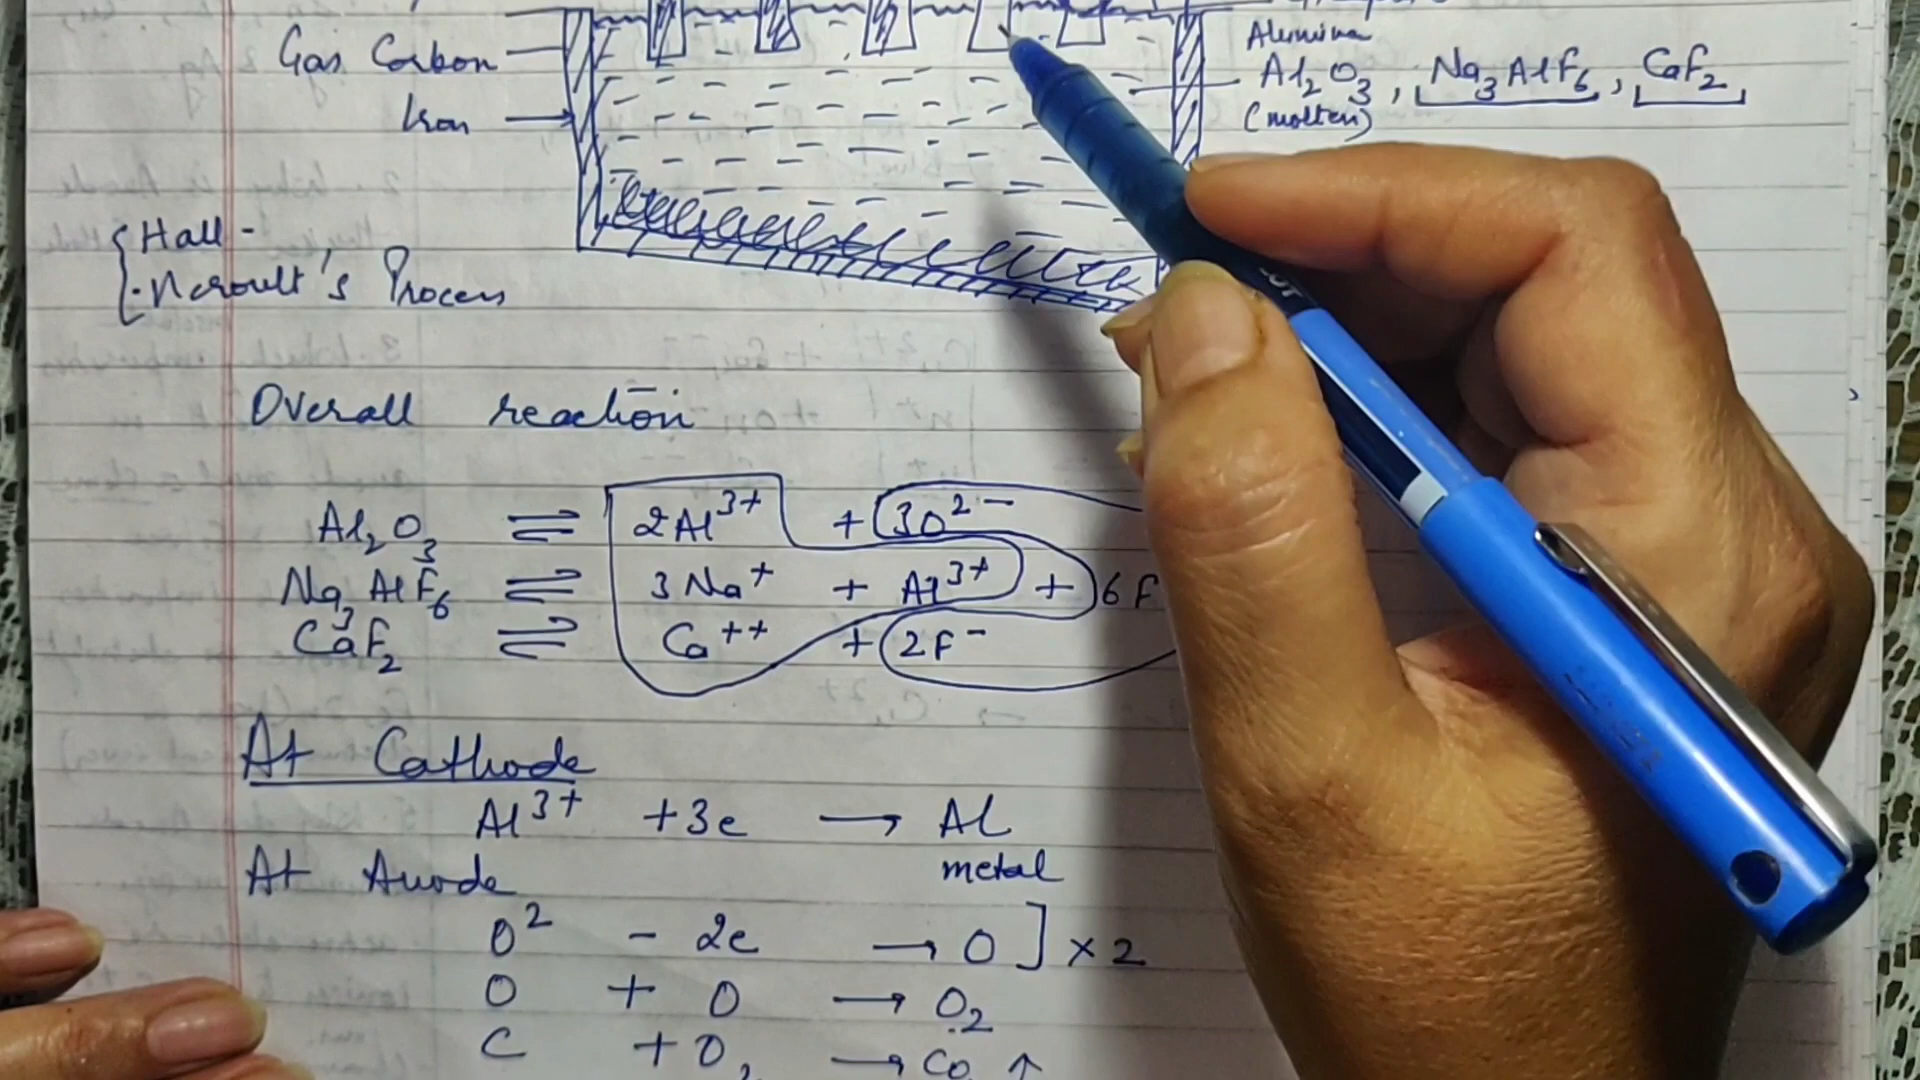 Gas Carbon
Iron
Alumina
Al2O3, Na3AlF6, CaF2
(molten)
Hall -
Heroult's Process
Overall reaction
Al2O3 ⇌ 2Al3+ + 3O2−
Na3AlF6 ⇌ 3Na+ + Al3+ + 6F
CaF2 ⇌ Ca++ + 2F−
At Cathode
Al3+ +3e → Al
metal
At Anode
O2 − 2e → O ] × 2
O + O → O2
C + O2 → CO ↑